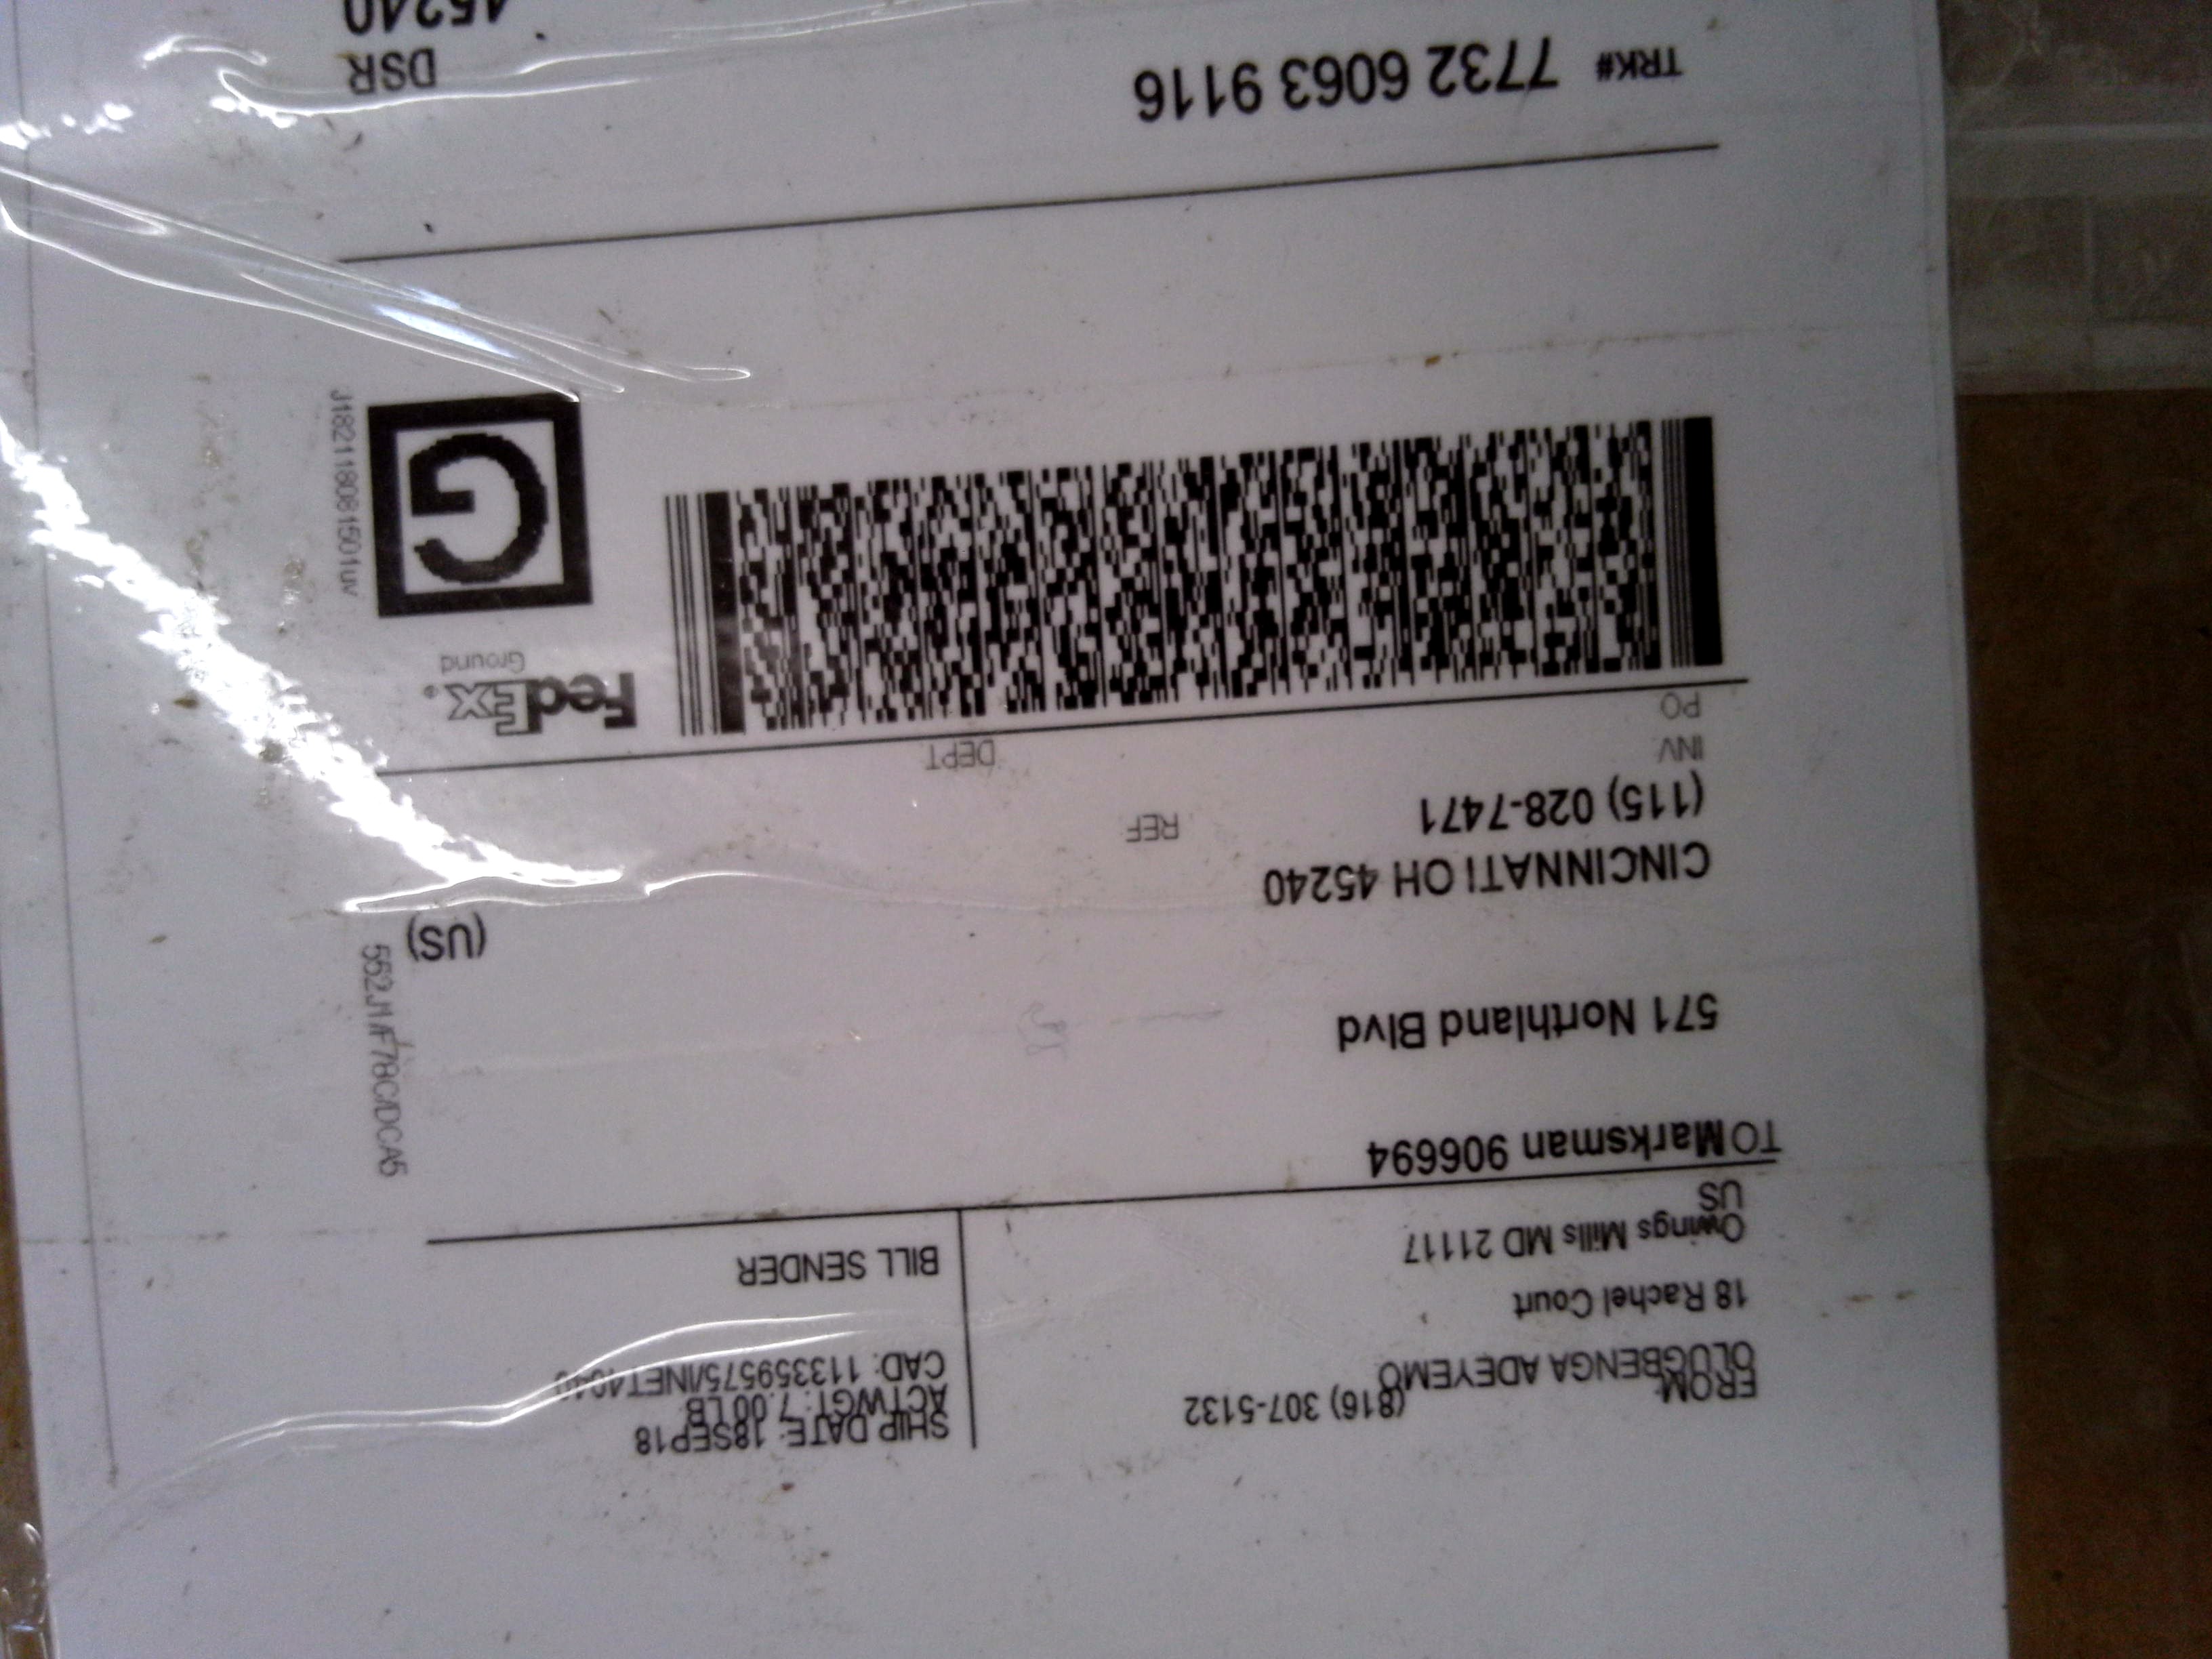 FROM: (816) 307-5132
OLUGBENGA ADEYEMO
18 Rachel Court
Owings Mills MD 21117
US
SHIP DATE: 18SEP18
ACTWGT: 7.00 LB
CAD: 113359575/INET4040
BILL SENDER
TO Marksman 906694
571 Northland Blvd
CINCINNATI OH 45240
(US)
(115) 028-7471
REF:
INV:
PO:
DEPT:
552J1/F78C/DCA5
FedEx®
Ground
G
J182118081501uv
TRK# 7732 6063 9116
DSR
45240